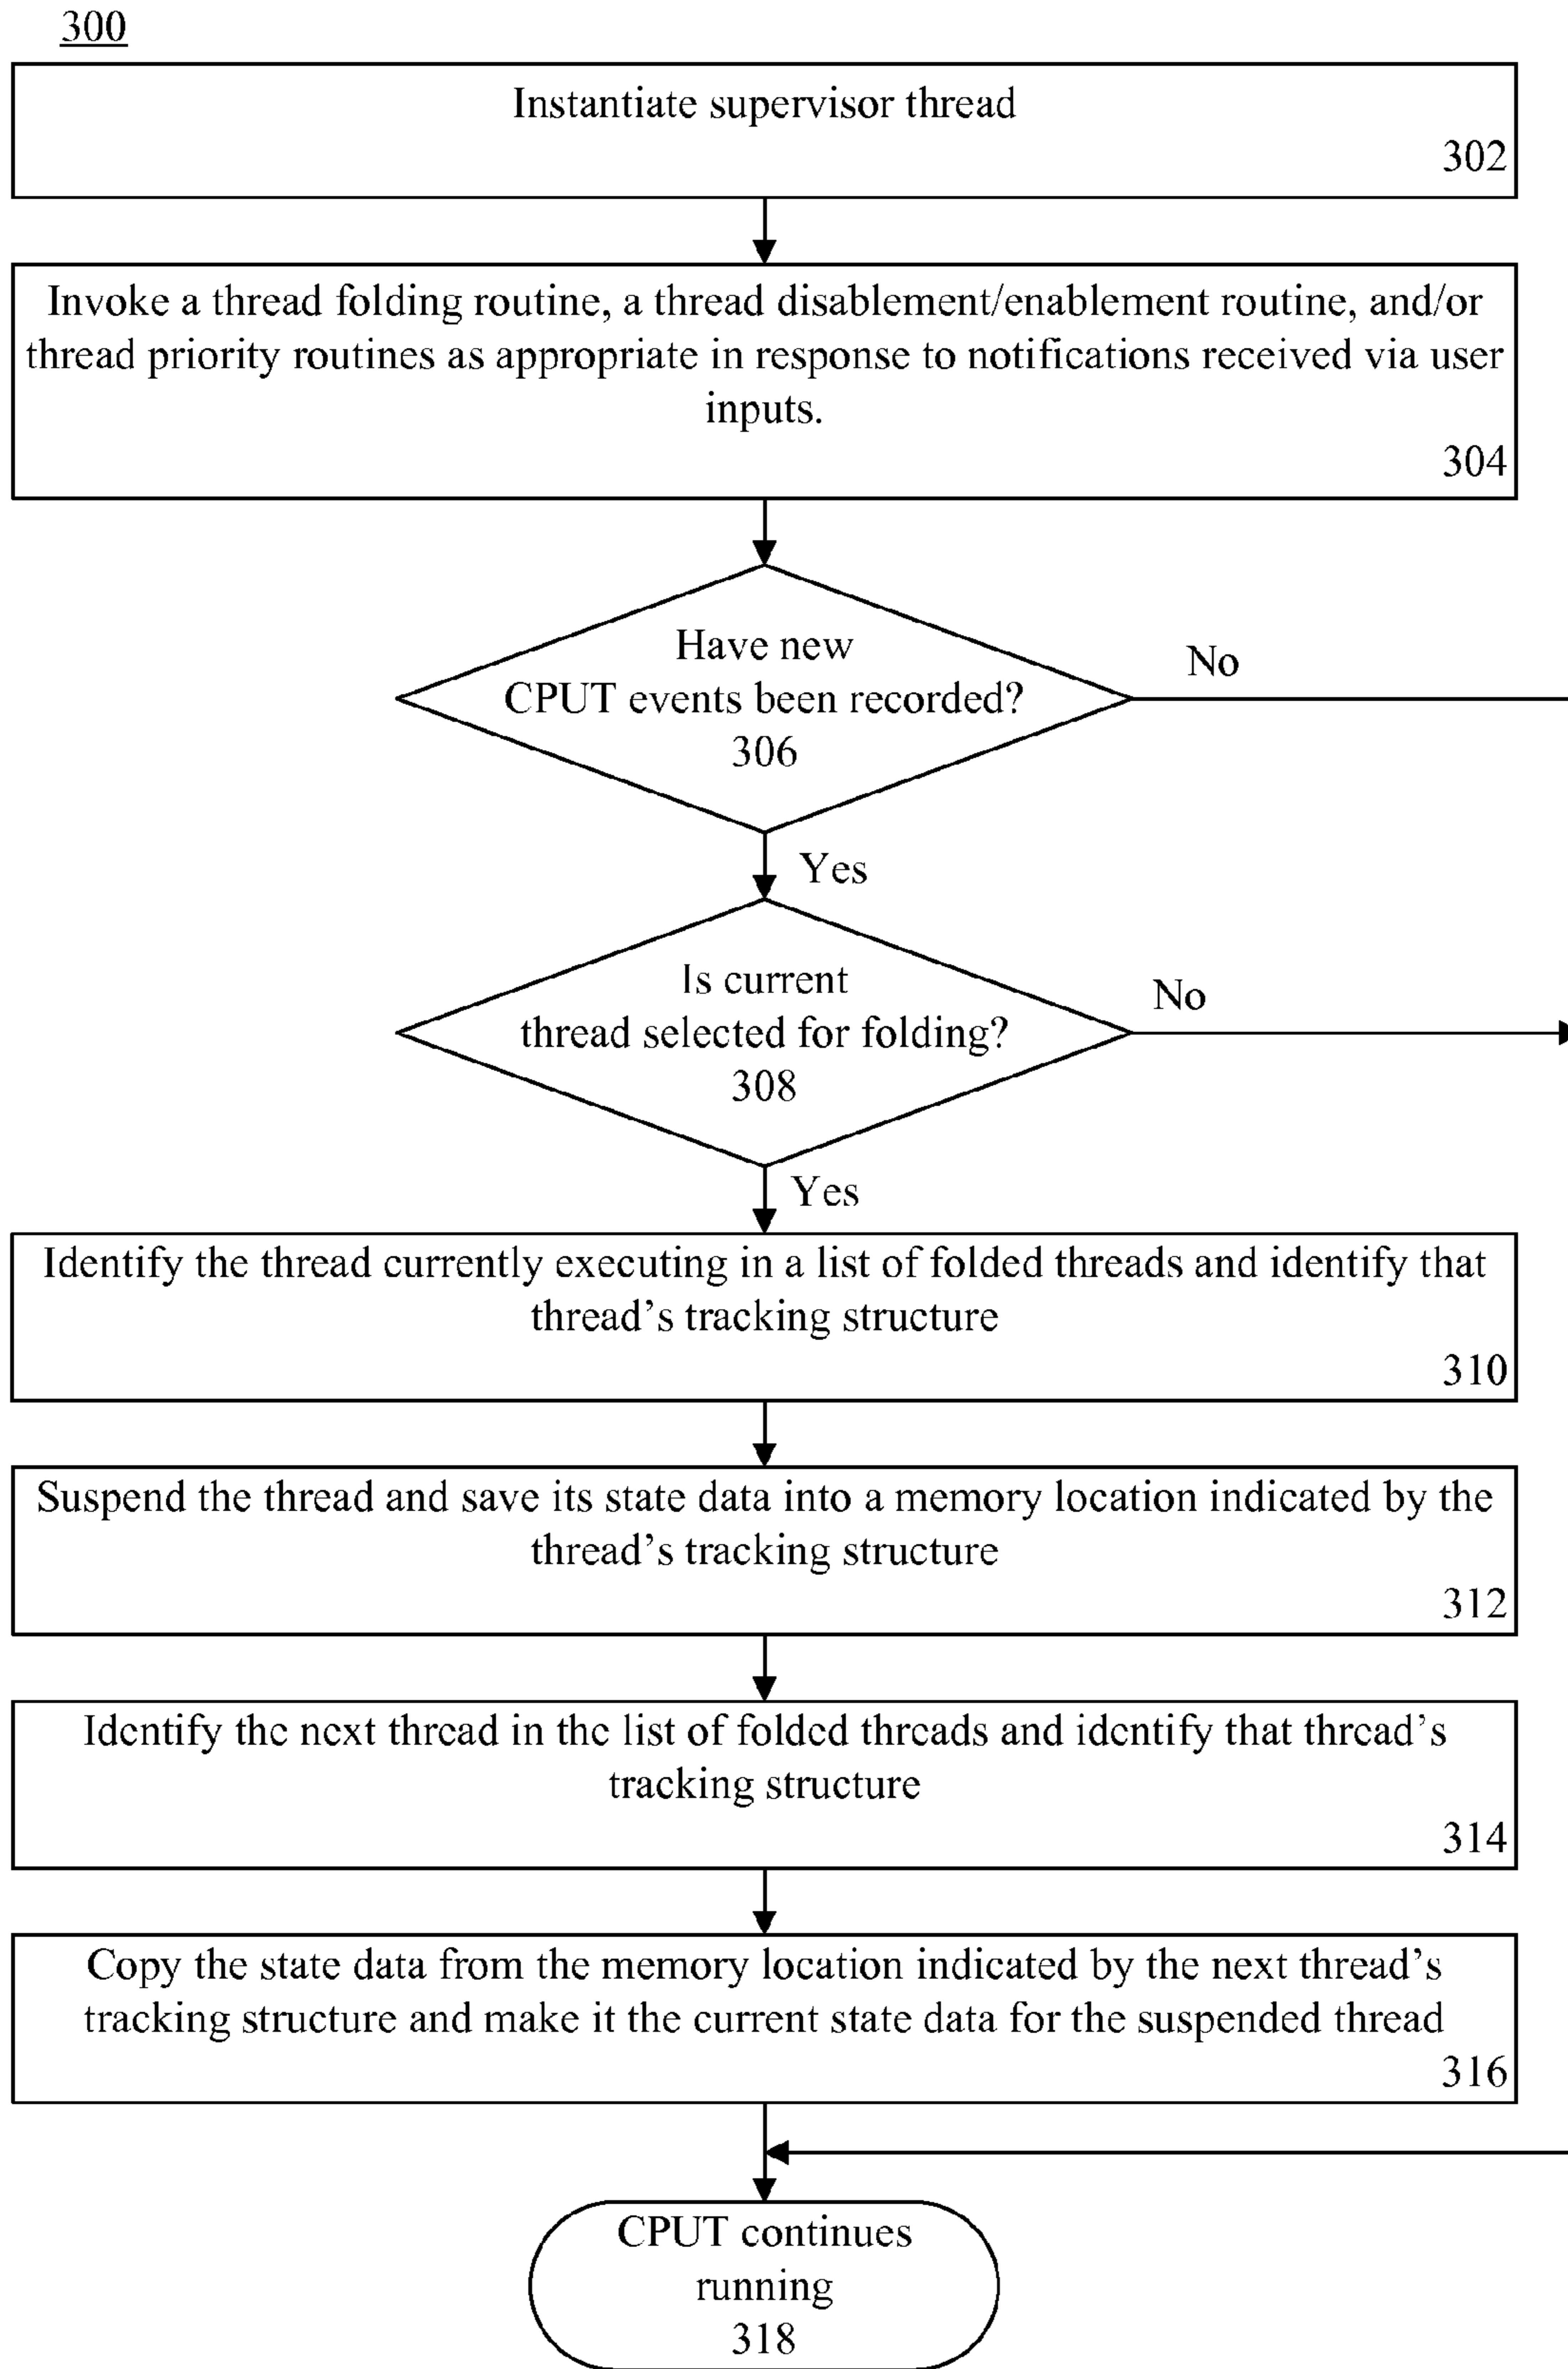 300
Instantiate supervisor thread
302
Invoke a thread folding routine, a thread disablement/enablement routine, and/or
thread priority routines as appropriate in response to notifications received via user
inputs.
304
Have new
CPUT events been recorded?
306
No
Yes
Is current
thread selected for folding?
308
No
Yes
Identify the thread currently executing in a list of folded threads and identify that
thread’s tracking structure
310
Suspend the thread and save its state data into a memory location indicated by the
thread’s tracking structure
312
Identify the next thread in the list of folded threads and identify that thread’s
tracking structure
314
Copy the state data from the memory location indicated by the next thread’s
tracking structure and make it the current state data for the suspended thread
316
CPUT continues
running
318